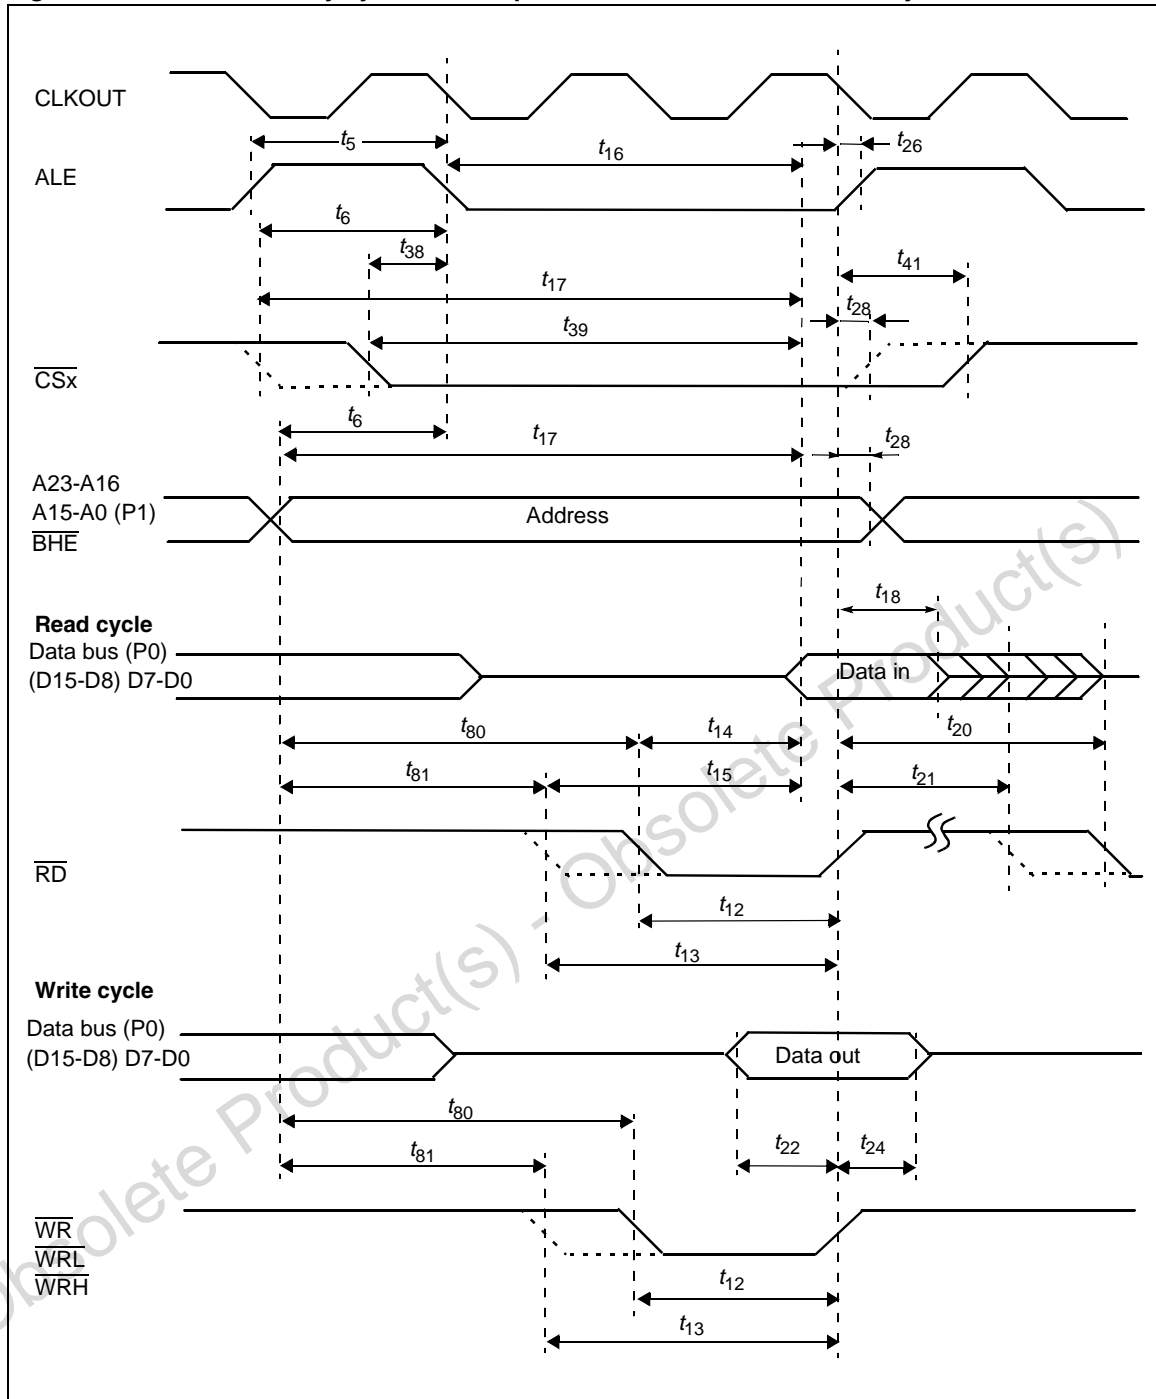 CLKOUT
t5
t16
t26
ALE
t6
t38
t41
t17
t28
t39
CSx
t6
t17
t28
A23-A16
A15-A0 (P1)
Address
BHE
t18
Read cycle
Data bus (P0)
Data in
(D15-D8) D7-D0
t80
t14
t20
t81
t15
t21
RD
t12
t13
Write cycle
Data bus (P0)
(D15-D8) D7-D0
Data out
t80
t81
t22
t24
WR
WRL
WRH
t12
t13
Obsolete Product(s) - Obsolete Product(s)